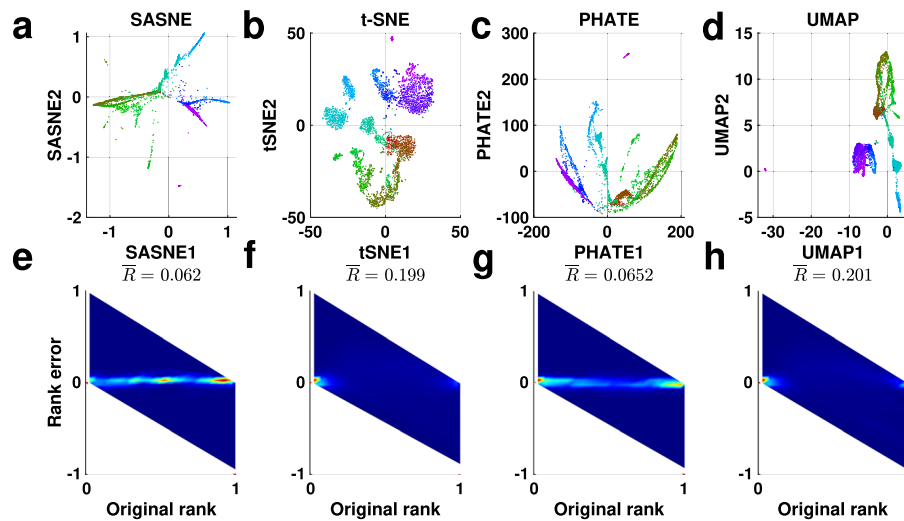 a SASNE b t-SNE c PHATE d UMAP
1 50 300 15
0 0 200 10
-1 -50 100 5
-2 0 0
-100 -5
SASNE2 tSNE2 PHATE2 UMAP2
-1 0 1 -50 0 50 -200 0 200 -30 -20 -10 0
SASNE1 tSNE1 PHATE1 UMAP1
e R̅ = 0.062 f R̅ = 0.199 g R̅ = 0.0652 h R̅ = 0.201
1 1 1 1
Rank error
0 0 0 0
-1 -1 -1 -1
0 1 0 1 0 1 0 1
Original rank Original rank Original rank Original rank